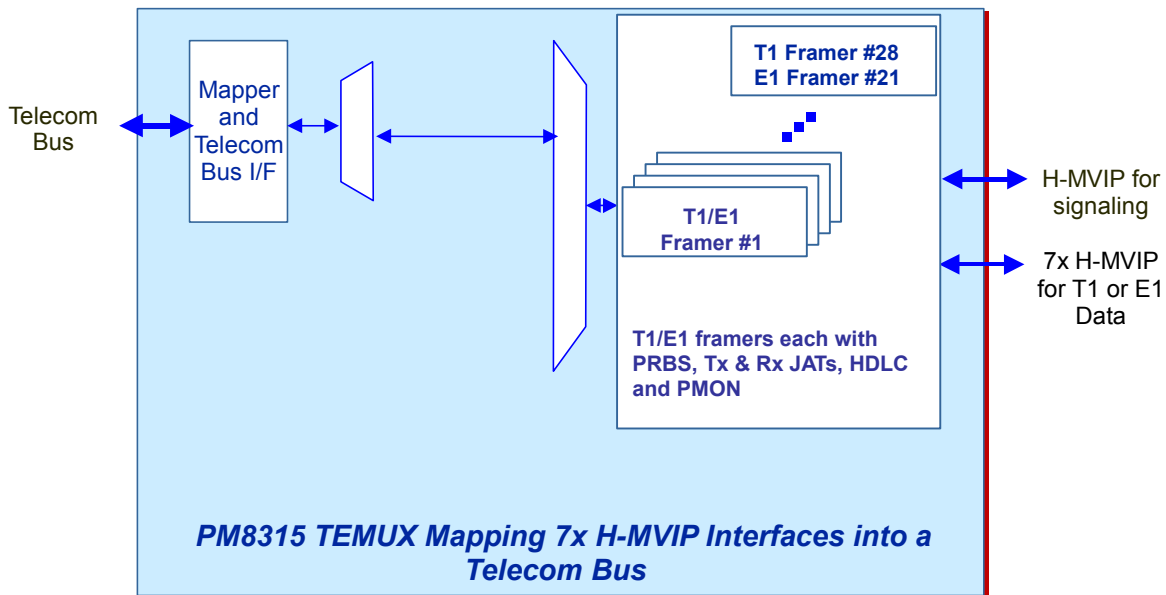 Telecom
Bus
Mapper
and
Telecom
Bus I/F
T1 Framer #28
E1 Framer #21
T1/E1
Framer #1
T1/E1 framers each with
PRBS, Tx & Rx JATs, HDLC
and PMON
H-MVIP for
signaling
7x H-MVIP
for T1 or E1
Data
PM8315 TEMUX Mapping 7x H-MVIP Interfaces into a
Telecom Bus